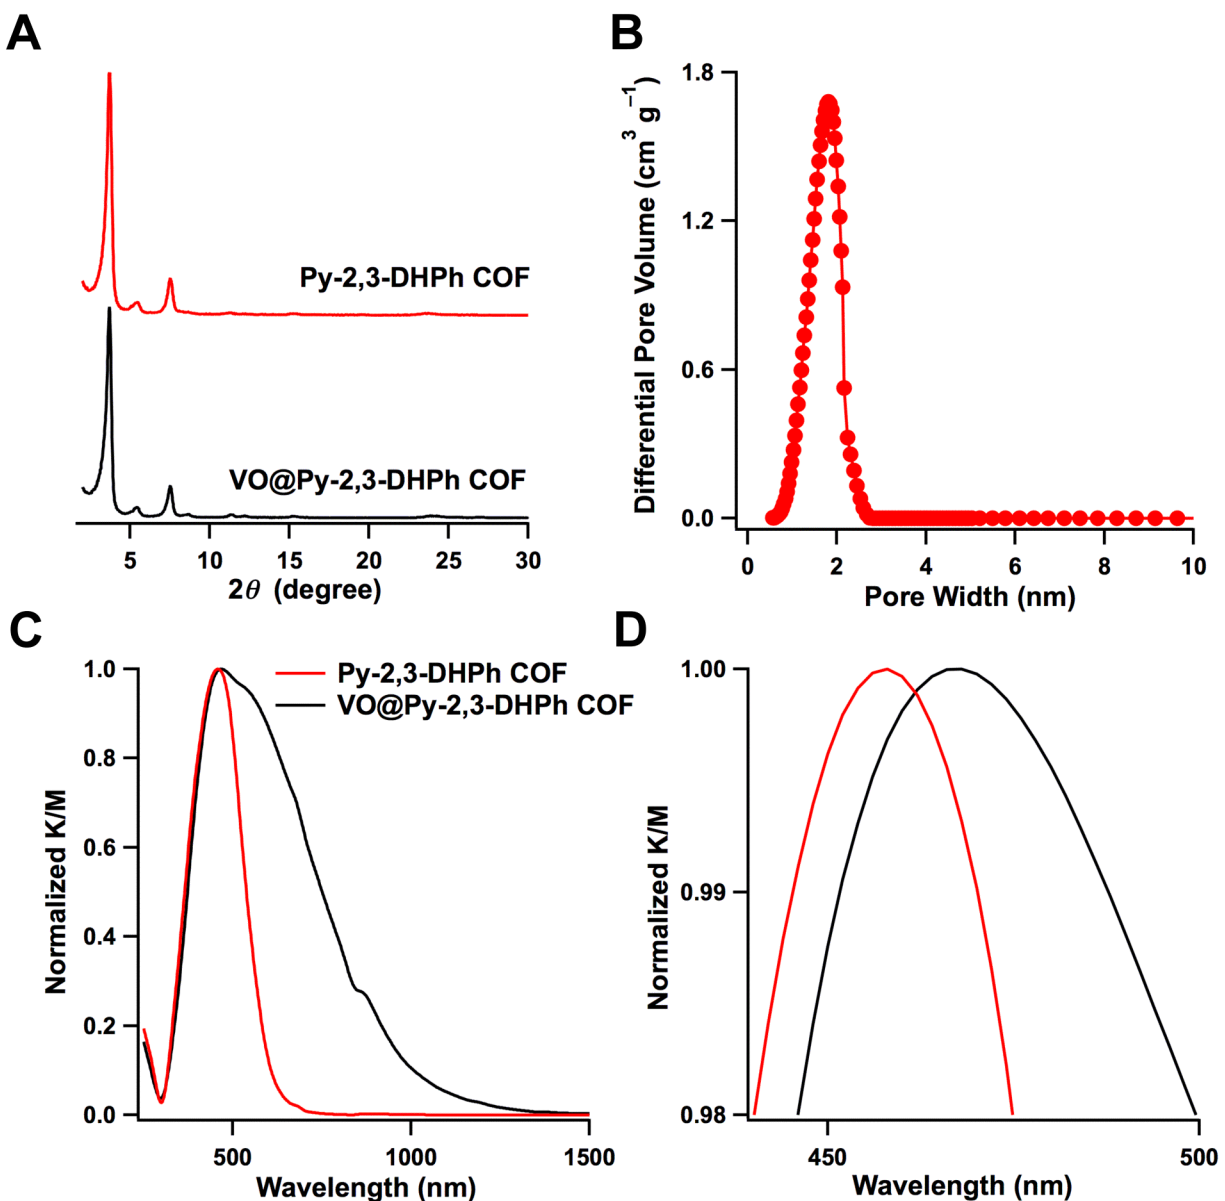 A
Py-2,3-DHPh COF
VO@Py-2,3-DHPh COF
5 10 15 20 25 30
2θ (degree)
B
Differential Pore Volume (cm³ g⁻¹)
1.8
1.2
0.6
0.0
0 2 4 6 8 10
Pore Width (nm)
C
Normalized K/M
1.0
0.8
0.6
0.4
0.2
0.0
Py-2,3-DHPh COF
VO@Py-2,3-DHPh COF
500 1000 1500
Wavelength (nm)
D
Normalized K/M
1.00
0.99
0.98
450 500
Wavelength (nm)